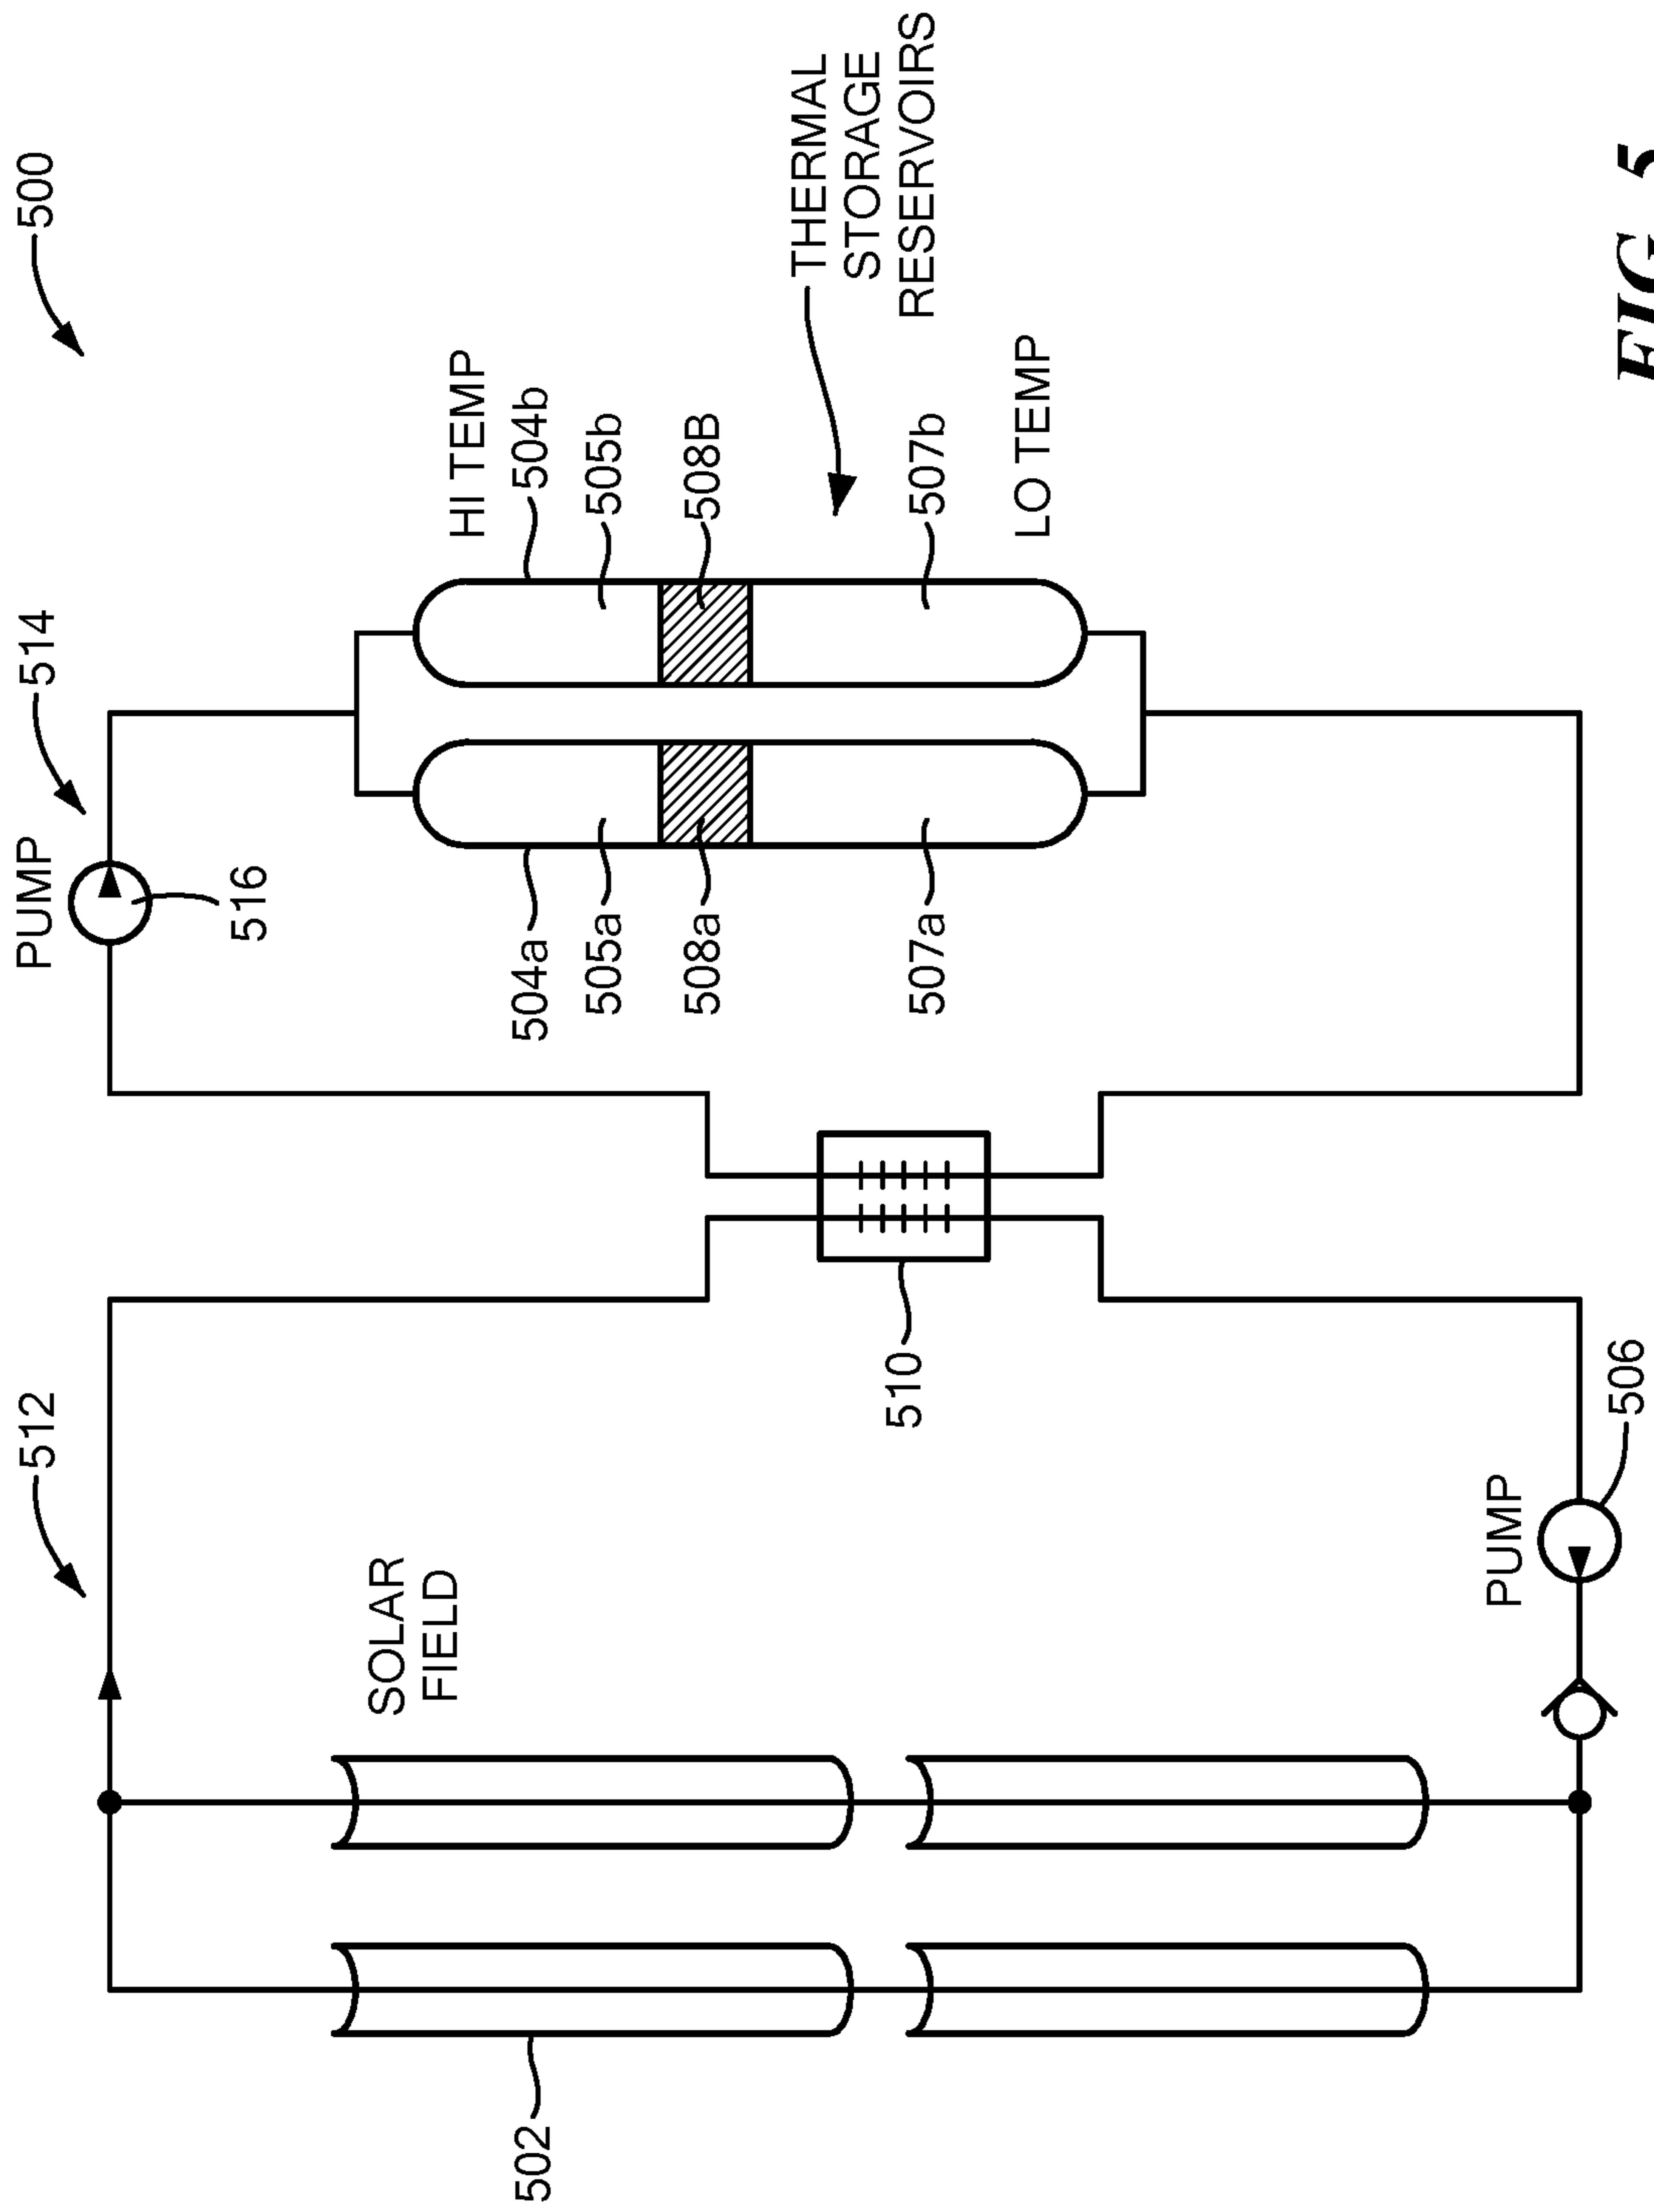 500
512
514
PUMP
516
SOLAR
FIELD
HI TEMP
504a
504b
505a
505b
508a
508B
507a
507b
LO TEMP
THERMAL
STORAGE
RESERVOIRS
502
510
PUMP
506
FIG. 5